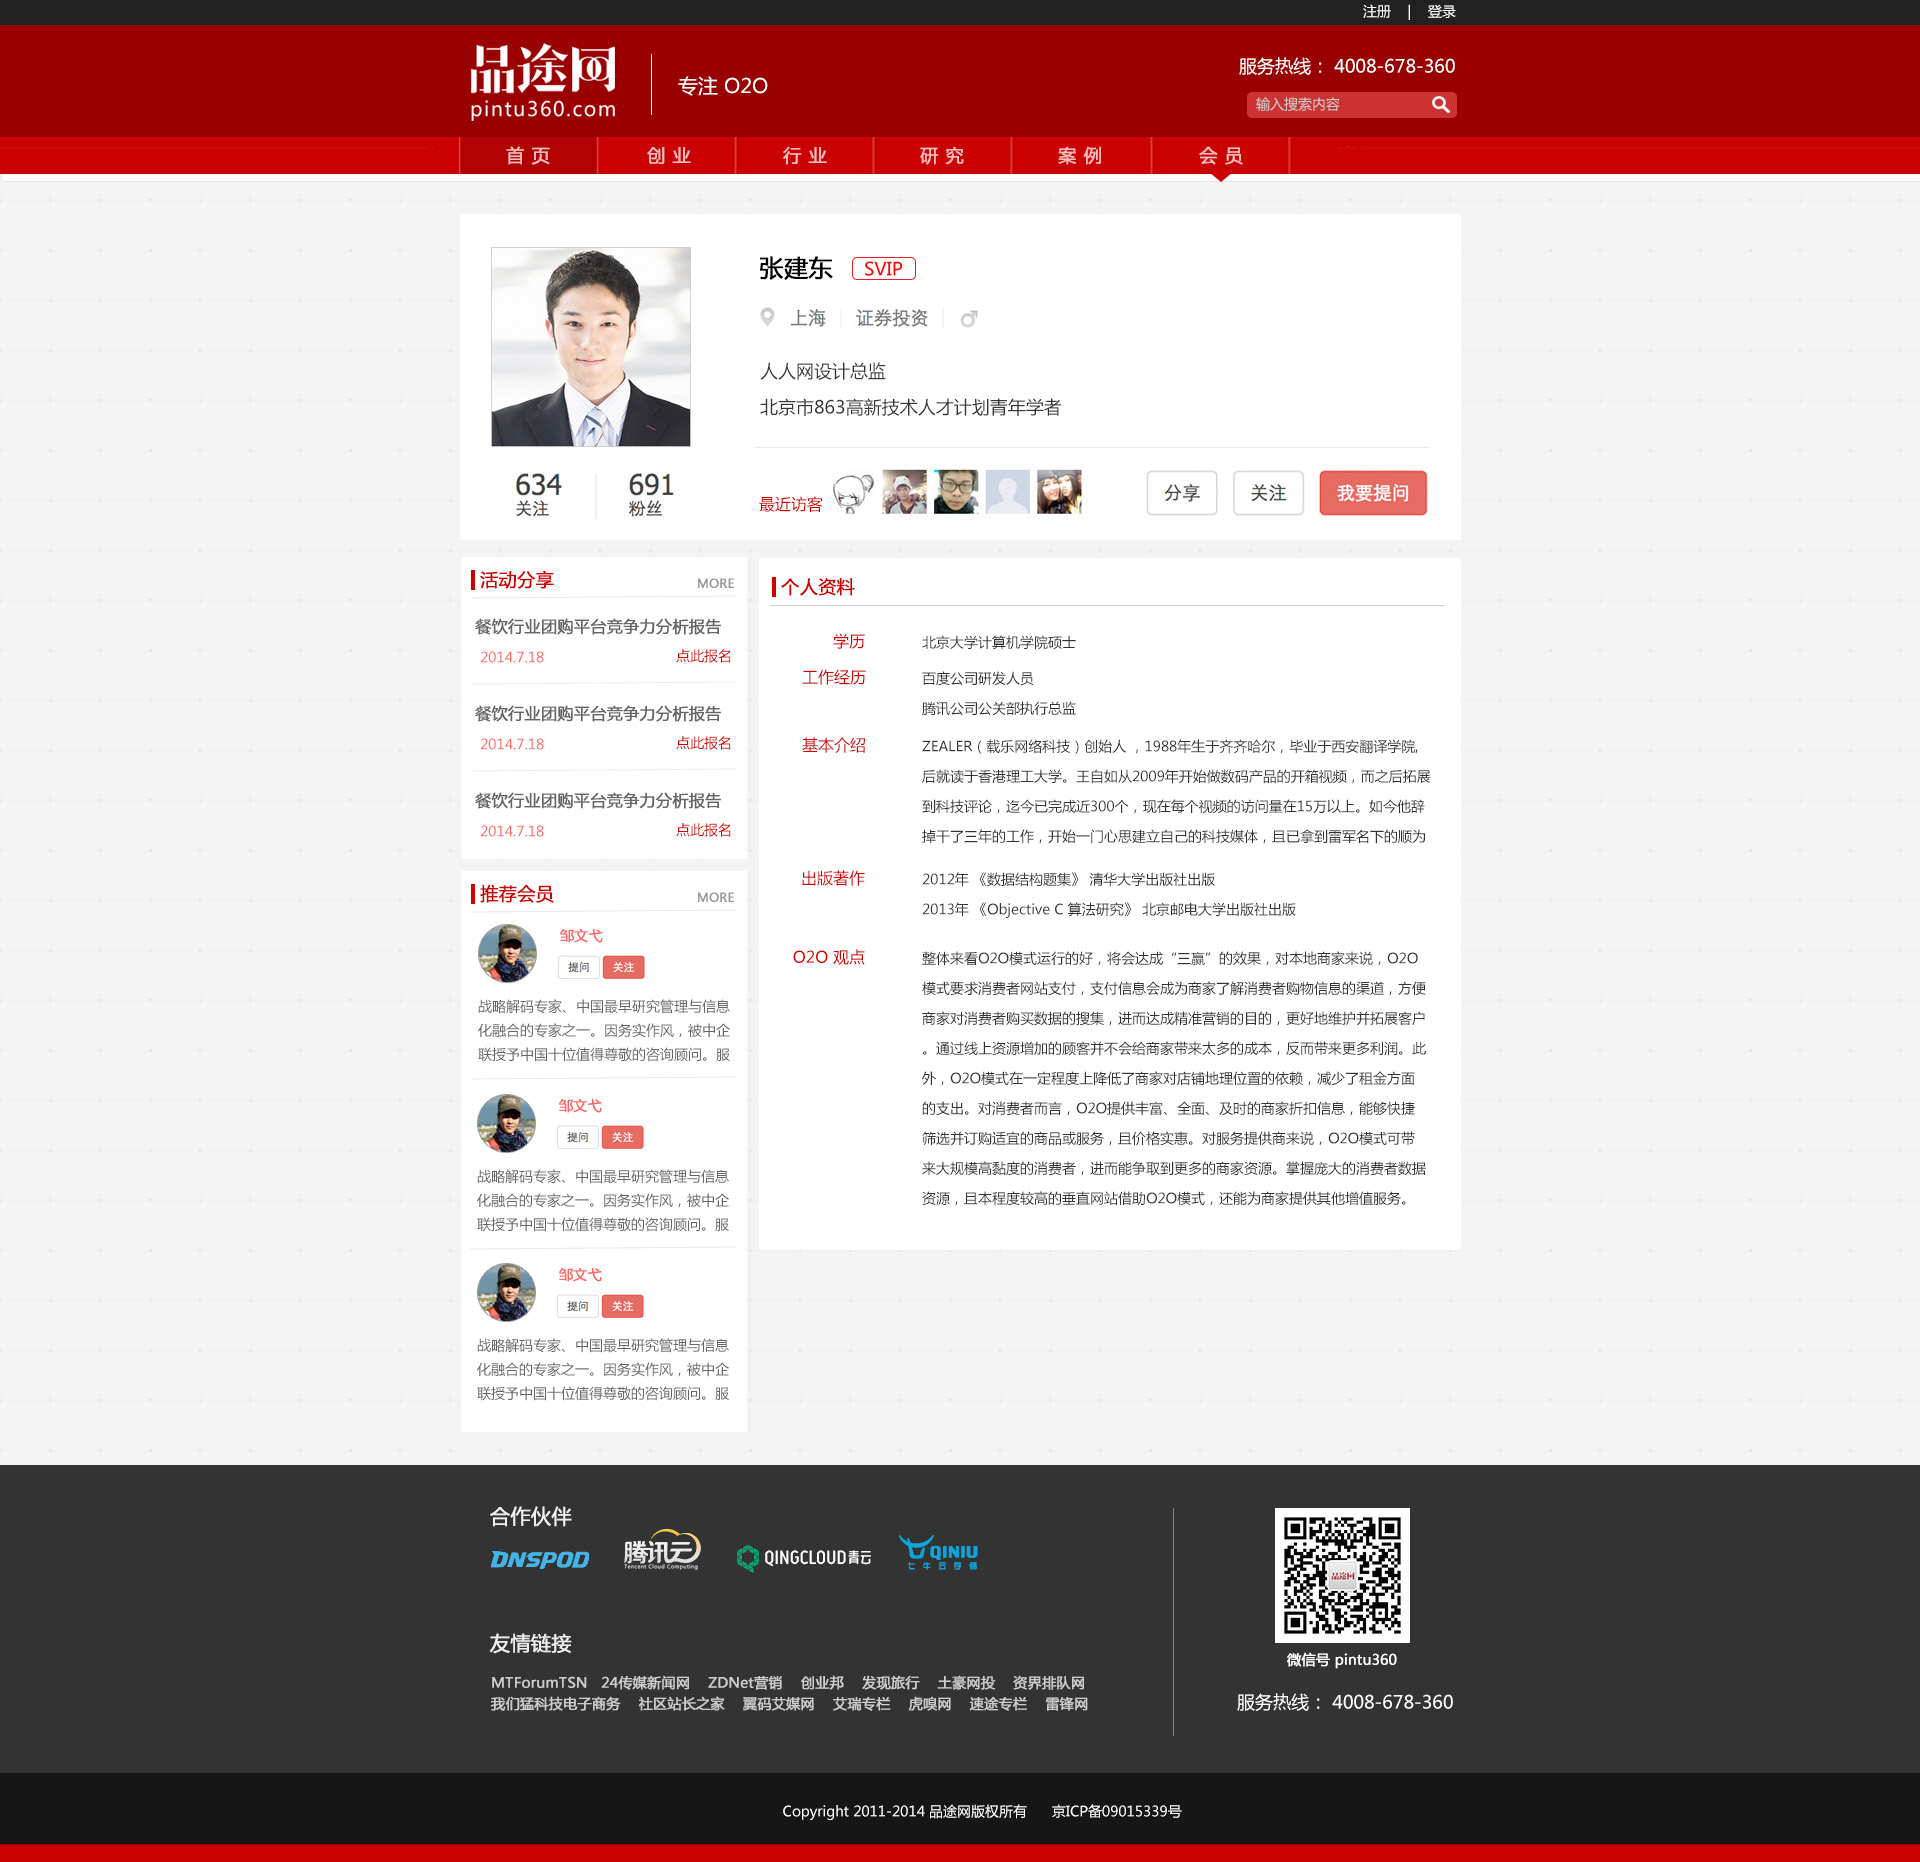 注册 | 登录
品途网
pintu360.com
专注 O2O
服务热线： 4008-678-360
输入搜索内容
首 页
创 业
行 业
研 究
案 例
会 员
张建东 SVIP
上海 证券投资
人人网设计总监
北京市863高新技术人才计划青年学者
634 691
关注 粉丝
最近访客
分享 关注 我要提问
活动分享 MORE
餐饮行业团购平台竞争力分析报告
2014.7.18 点此报名
餐饮行业团购平台竞争力分析报告
2014.7.18 点此报名
餐饮行业团购平台竞争力分析报告
2014.7.18 点此报名
推荐会员 MORE
邹文弋
提问 关注
战略解码专家、中国最早研究管理与信息
化融合的专家之一。因务实作风，被中企
联授予中国十位值得尊敬的咨询顾问。服
邹文弋
提问 关注
战略解码专家、中国最早研究管理与信息
化融合的专家之一。因务实作风，被中企
联授予中国十位值得尊敬的咨询顾问。服
邹文弋
提问 关注
战略解码专家、中国最早研究管理与信息
化融合的专家之一。因务实作风，被中企
联授予中国十位值得尊敬的咨询顾问。服
个人资料
学历 北京大学计算机学院硕士
工作经历 百度公司研发人员
腾讯公司公关部执行总监
基本介绍 ZEALER（载乐网络科技）创始人 ，1988年生于齐齐哈尔，毕业于西安翻译学院,
后就读于香港理工大学。王自如从2009年开始做数码产品的开箱视频，而之后拓展
到科技评论，迄今已完成近300个，现在每个视频的访问量在15万以上。如今他辞
掉干了三年的工作，开始一门心思建立自己的科技媒体，且已拿到雷军名下的顺为
出版著作 2012年 《数据结构题集》 清华大学出版社出版
2013年 《Objective C 算法研究》 北京邮电大学出版社出版
O2O 观点 整体来看O2O模式运行的好，将会达成“三赢”的效果，对本地商家来说，O2O
模式要求消费者网站支付，支付信息会成为商家了解消费者购物信息的渠道，方便
商家对消费者购买数据的搜集，进而达成精准营销的目的，更好地维护并拓展客户
。通过线上资源增加的顾客并不会给商家带来太多的成本，反而带来更多利润。此
外，O2O模式在一定程度上降低了商家对店铺地理位置的依赖，减少了租金方面
的支出。对消费者而言，O2O提供丰富、全面、及时的商家折扣信息，能够快捷
筛选并订购适宜的商品或服务，且价格实惠。对服务提供商来说，O2O模式可带
来大规模高黏度的消费者，进而能争取到更多的商家资源。掌握庞大的消费者数据
资源，且本程度较高的垂直网站借助O2O模式，还能为商家提供其他增值服务。
合作伙伴
DNSPOD
腾讯云
Tencent Cloud Computing
QINGCLOUD青云
QINIU
七牛云存储
友情链接
MTForumTSN 24传媒新闻网 ZDNet营销 创业邦 发现旅行 土豪网投 资界排队网
我们猛科技电子商务 社区站长之家 翼码艾媒网 艾瑞专栏 虎嗅网 速途专栏 雷锋网
品途网
微信号 pintu360
服务热线： 4008-678-360
Copyright 2011-2014 品途网版权所有 京ICP备09015339号